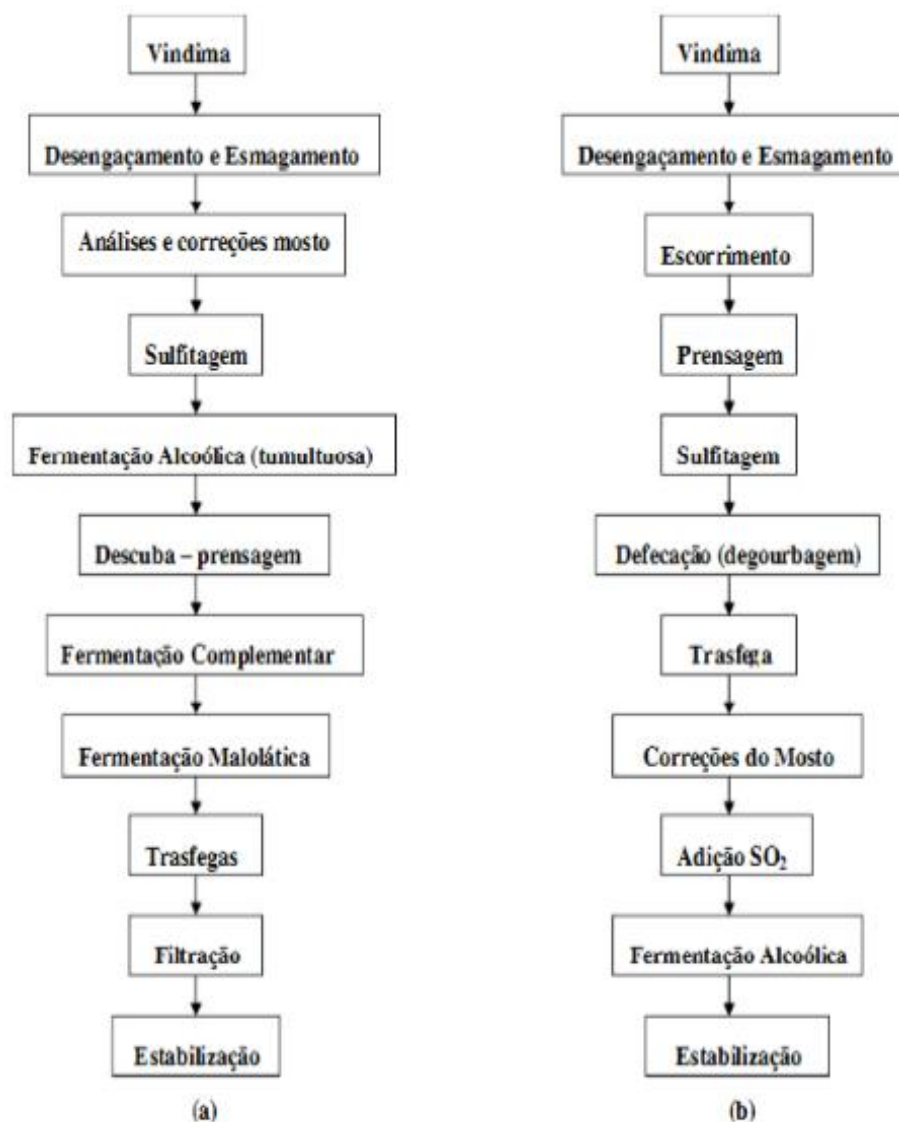 Vindima
Desengaçamento e Esmagamento
Análises e correções mosto
Sulfitagem
Fermentação Alcoólica (tumultuosa)
Descuba – prensagem
Fermentação Complementar
Fermentação Malolática
Trasfegas
Filtração
Estabilização
(a)
Vindima
Desengaçamento e Esmagamento
Escorrimento
Prensagem
Sulfitagem
Defecação (degourbagem)
Trasfega
Correções do Mosto
Adição SO₂
Fermentação Alcoólica
Estabilização
(b)